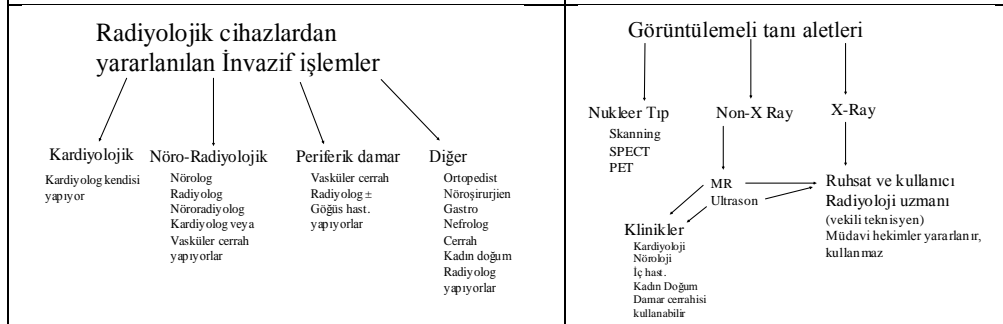 Radiyolojik cihazlardan
yararlanılan İnvazif işlemler
Kardiyolojik
Kardiyolog kendisi
yapıyor
Nöro-Radiyolojik
Nörolog
Radiyolog
Nöroradiyolog
Kardiyolog veya
Vasküler cerrah
yapıyorlar
Periferik damar
Vasküler cerrah
Radiyolog ±
Göğüs hast.
yapıyorlar
Diğer
Ortopedist
Nöroşirurjien
Gastro
Nefrolog
Cerrah
Kadın doğum
Radiyolog
yapıyorlar
Görüntülemeli tanı aletleri
Nukleer Tıp
Skanning
SPECT
PET
Non-X Ray
X-Ray
MR
Ultrason
Klinikler
Kardiyoloji
Nöroloji
İç hast.
Kadın Doğum
Damar cerrahisi
kullanabilir
Ruhsat ve kullanıcı
Radiyoloji uzmanı
(vekili teknisyen)
Müdavi hekimler yararlanır,
kullanmaz